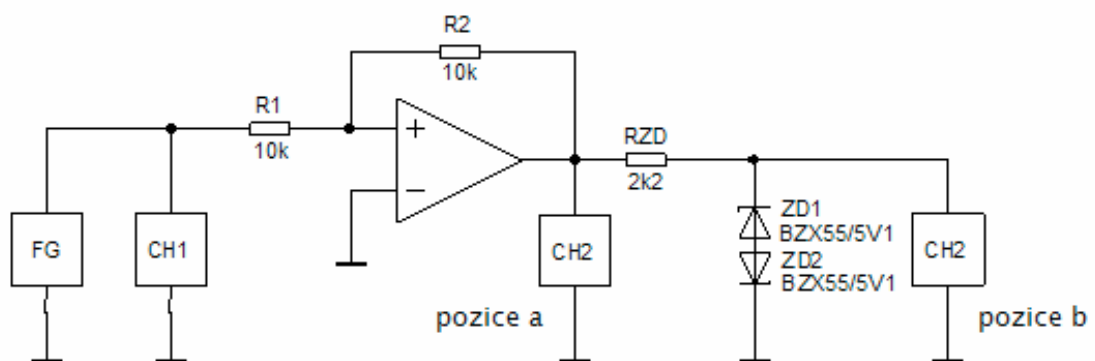 R2
10k
R1
10k
+
−
RZD
2k2
FG
CH1
CH2
ZD1
BZX55/5V1
ZD2
BZX55/5V1
CH2
pozice a
pozice b